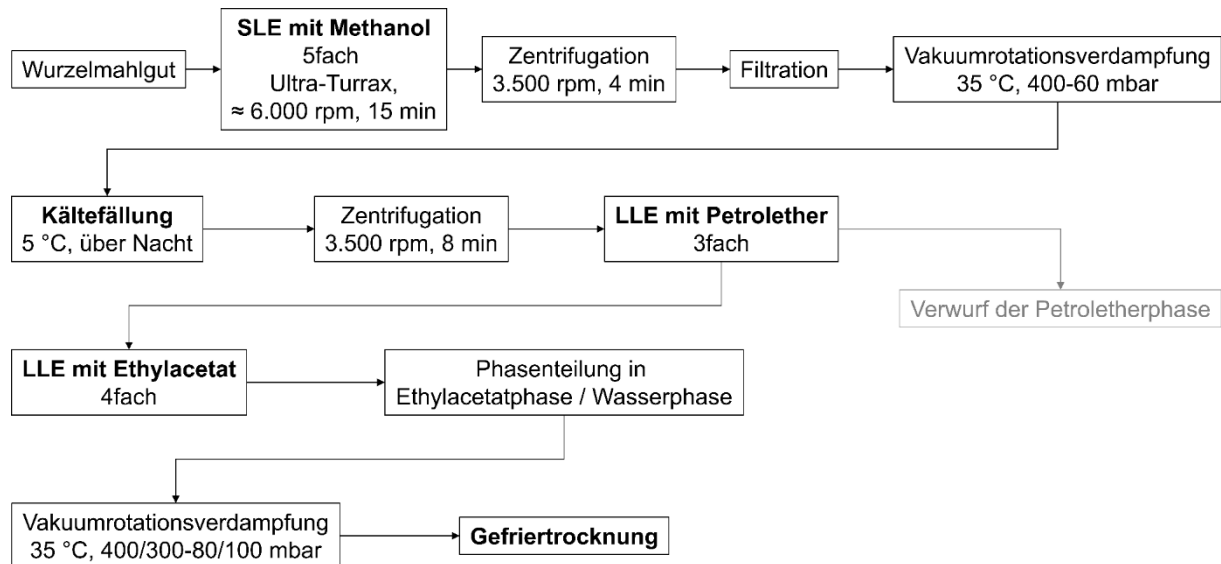 Wurzelmahlgut
SLE mit Methanol
5fach
Ultra-Turrax,
≈ 6.000 rpm, 15 min
Zentrifugation
3.500 rpm, 4 min
Filtration
Vakuumrotationsverdampfung
35 °C, 400-60 mbar
Kältefällung
5 °C, über Nacht
Zentrifugation
3.500 rpm, 8 min
LLE mit Petrolether
3fach
Verwurf der Petroletherphase
LLE mit Ethylacetat
4fach
Phasenteilung in
Ethylacetatphase / Wasserphase
Vakuumrotationsverdampfung
35 °C, 400/300-80/100 mbar
Gefriertrocknung